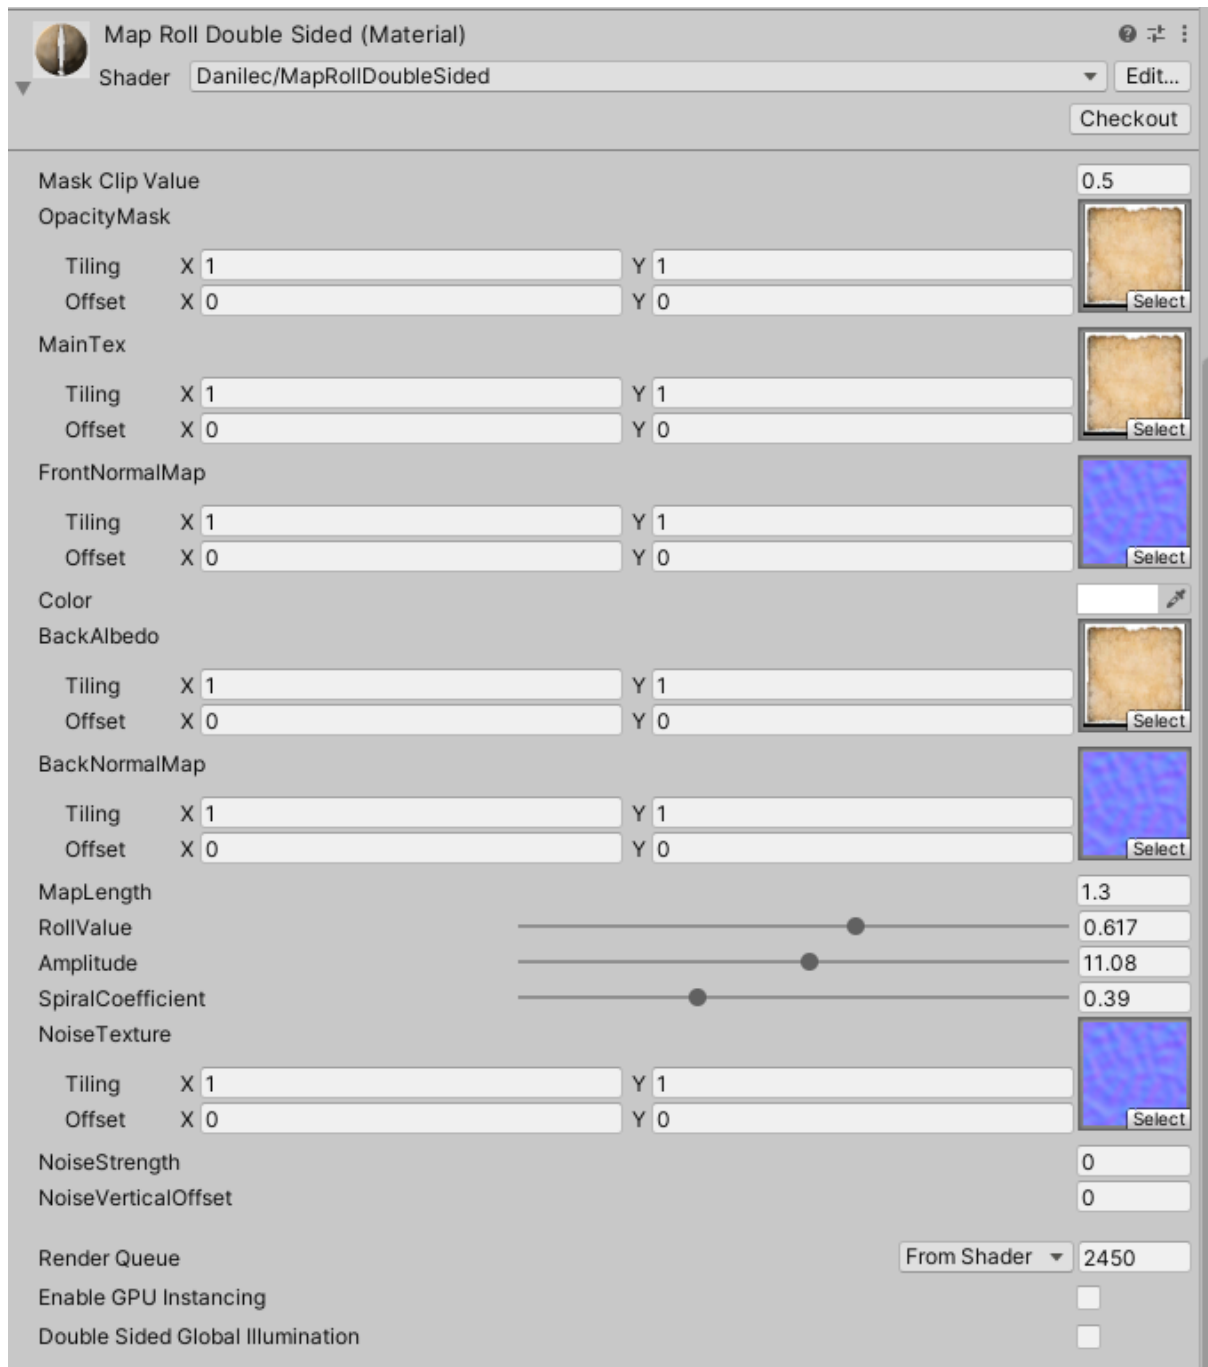 Map Roll Double Sided (Material)
Shader Danilec/MapRollDoubleSided Edit...
Checkout
Mask Clip Value 0.5
OpacityMask
Tiling X 1 Y 1
Offset X 0 Y 0 Select
MainTex
Tiling X 1 Y 1
Offset X 0 Y 0 Select
FrontNormalMap
Tiling X 1 Y 1
Offset X 0 Y 0 Select
Color
BackAlbedo
Tiling X 1 Y 1
Offset X 0 Y 0 Select
BackNormalMap
Tiling X 1 Y 1
Offset X 0 Y 0 Select
MapLength 1.3
RollValue 0.617
Amplitude 11.08
SpiralCoefficient 0.39
NoiseTexture
Tiling X 1 Y 1
Offset X 0 Y 0 Select
NoiseStrength 0
NoiseVerticalOffset 0
Render Queue From Shader 2450
Enable GPU Instancing
Double Sided Global Illumination